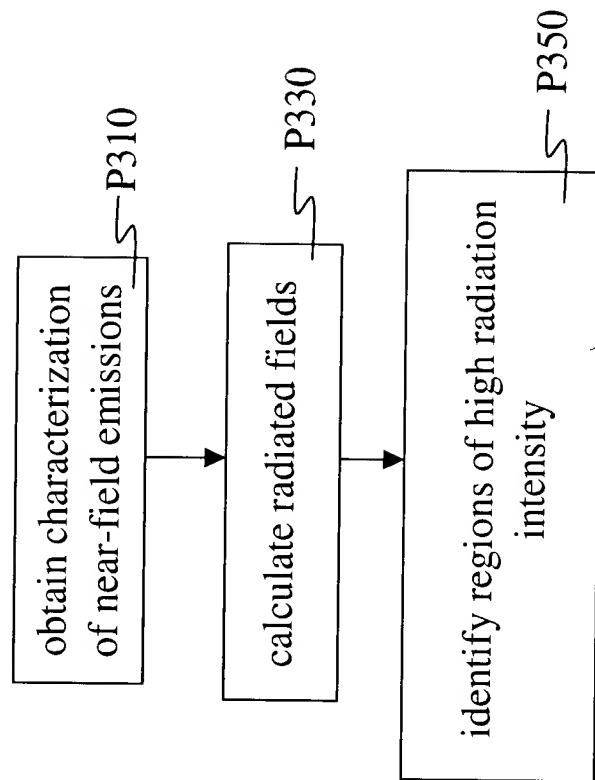 obtain characterization
of near-field emissions
P310
calculate radiated fields
P330
identify regions of high radiation
intensity
P350